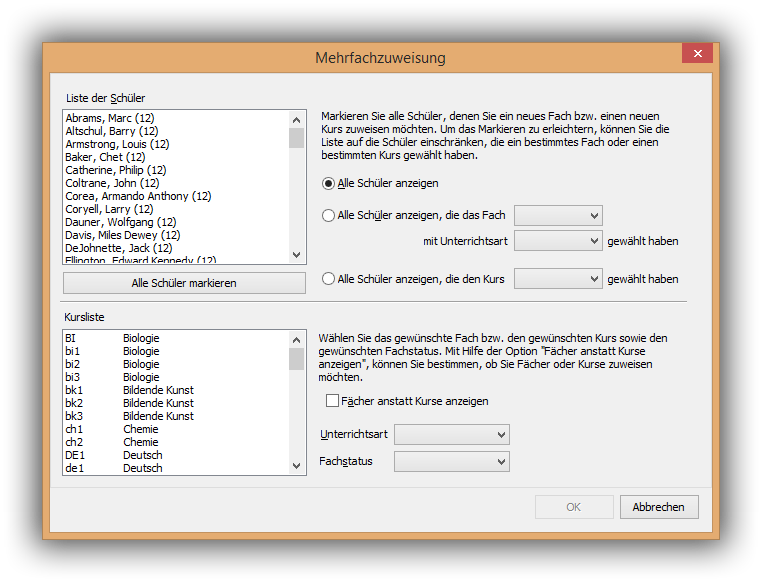 Mehrfachzuweisung
Liste der Schüler
Abrams, Marc (12)
Altschul, Barry (12)
Armstrong, Louis (12)
Baker, Chet (12)
Catherine, Philip (12)
Coltrane, John (12)
Corea, Armando Anthony (12)
Coryell, Larry (12)
Dauner, Wolfgang (12)
Davis, Miles Dewey (12)
DeJohnette, Jack (12)
Ellington, Edward Kennedy (12)
Alle Schüler markieren
Markieren Sie alle Schüler, denen Sie ein neues Fach bzw. einen neuen
Kurs zuweisen möchten. Um das Markieren zu erleichtern, können Sie die
Liste auf die Schüler einschränken, die ein bestimmtes Fach oder einen
bestimmten Kurs gewählt haben.
Alle Schüler anzeigen
Alle Schüler anzeigen, die das Fach
mit Unterrichtsart gewählt haben
Alle Schüler anzeigen, die den Kurs gewählt haben
Kursliste
BI Biologie
bi1 Biologie
bi2 Biologie
bi3 Biologie
bk1 Bildende Kunst
bk2 Bildende Kunst
bk3 Bildende Kunst
ch1 Chemie
ch2 Chemie
DE1 Deutsch
de1 Deutsch
Wählen Sie das gewünschte Fach bzw. den gewünschten Kurs sowie den
gewünschten Fachstatus. Mit Hilfe der Option "Fächer anstatt Kurse
anzeigen", können Sie bestimmen, ob Sie Fächer oder Kurse zuweisen
möchten.
Fächer anstatt Kurse anzeigen
Unterrichtsart
Fachstatus
OK
Abbrechen